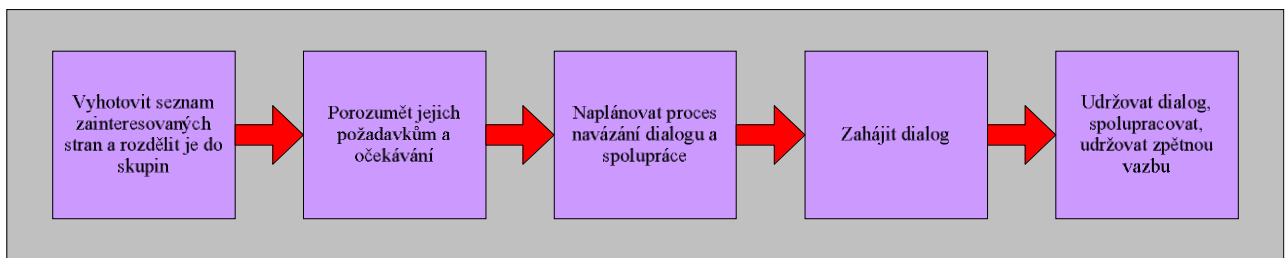 Vyhotovit seznam
zainteresovaných
stran a rozdělit je do
skupin
Porozumět jejich
požadavkům a
očekávání
Naplánovat proces
navázání dialogu a
spolupráce
Zahájit dialog
Udržovat dialog,
spolupracovat,
udržovat zpětnou
vazbu